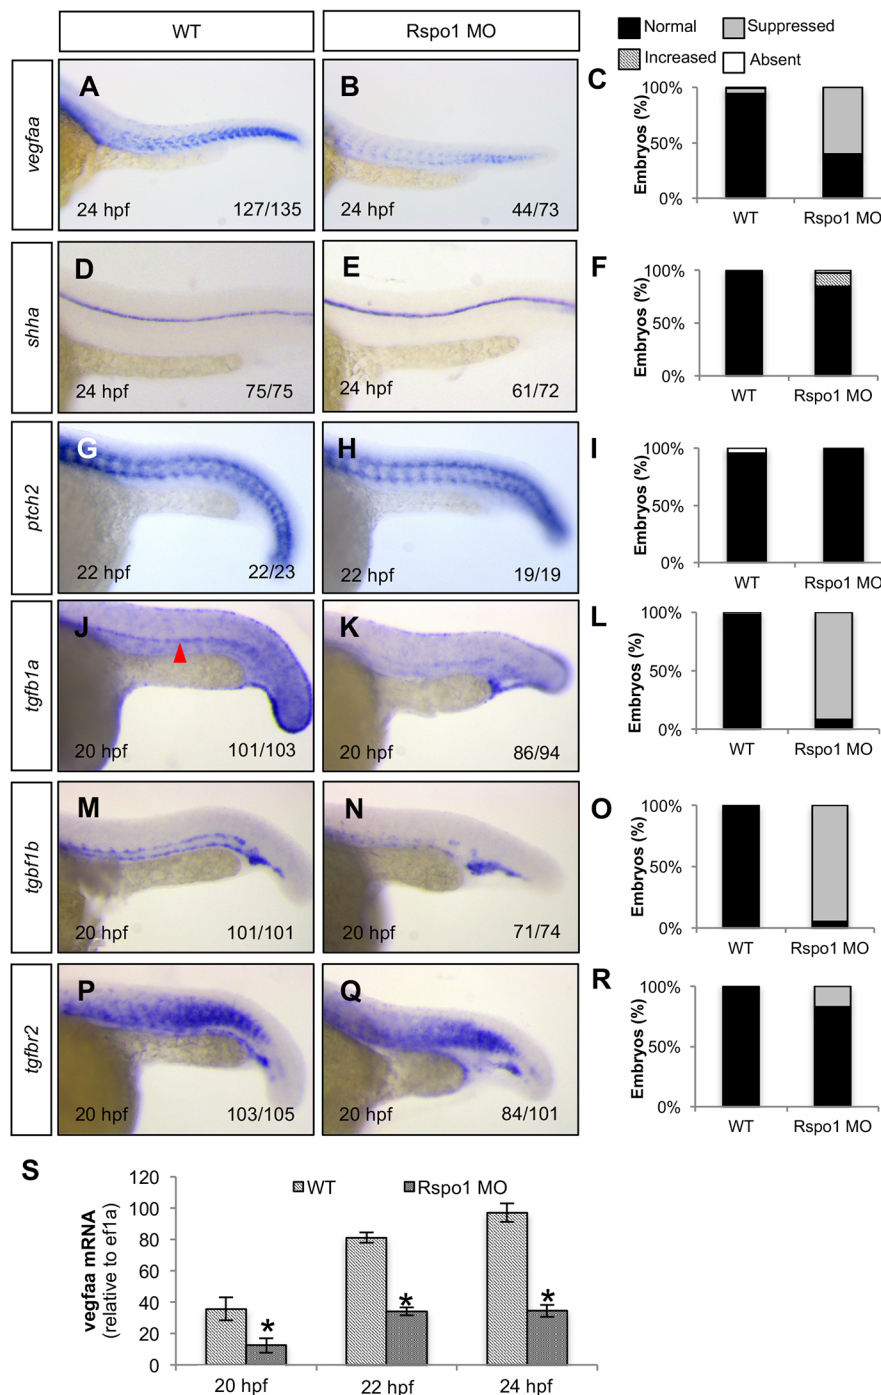 WT
Rspo1 MO
Normal
Suppressed
Increased
Absent
vegfaa
A
24 hpf
127/135
B
24 hpf
44/73
C
Embryos (%)
100%
50%
0%
WT
Rspo1 MO
shha
D
24 hpf
75/75
E
24 hpf
61/72
F
Embryos (%)
100%
50%
0%
WT
Rspo1 MO
ptch2
G
22 hpf
22/23
H
22 hpf
19/19
I
Embryos (%)
100%
50%
0%
WT
Rspo1 MO
tgfb1a
J
20 hpf
101/103
K
20 hpf
86/94
L
Embryos (%)
100%
50%
0%
WT
Rspo1 MO
tgbf1b
M
20 hpf
101/101
N
20 hpf
71/74
O
Embryos (%)
100%
50%
0%
WT
Rspo1 MO
tgfbr2
P
20 hpf
103/105
Q
20 hpf
84/101
R
Embryos (%)
100%
50%
0%
WT
Rspo1 MO
S
vegfaa mRNA
(relative to ef1a)
120
100
80
60
40
20
0
WT
Rspo1 MO
*
*
*
20 hpf
22 hpf
24 hpf